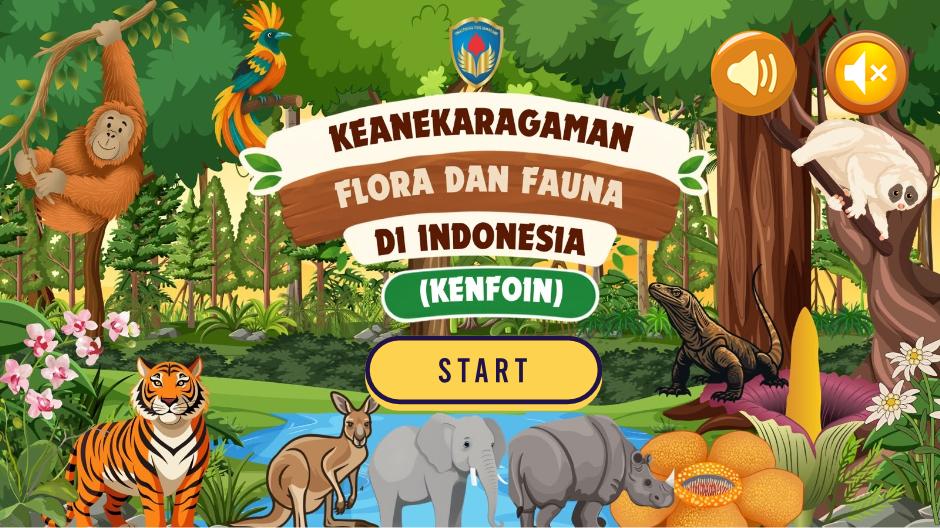 KEANEKARAGAMAN
FLORA DAN FAUNA
DI INDONESIA
(KENFOIN)
START